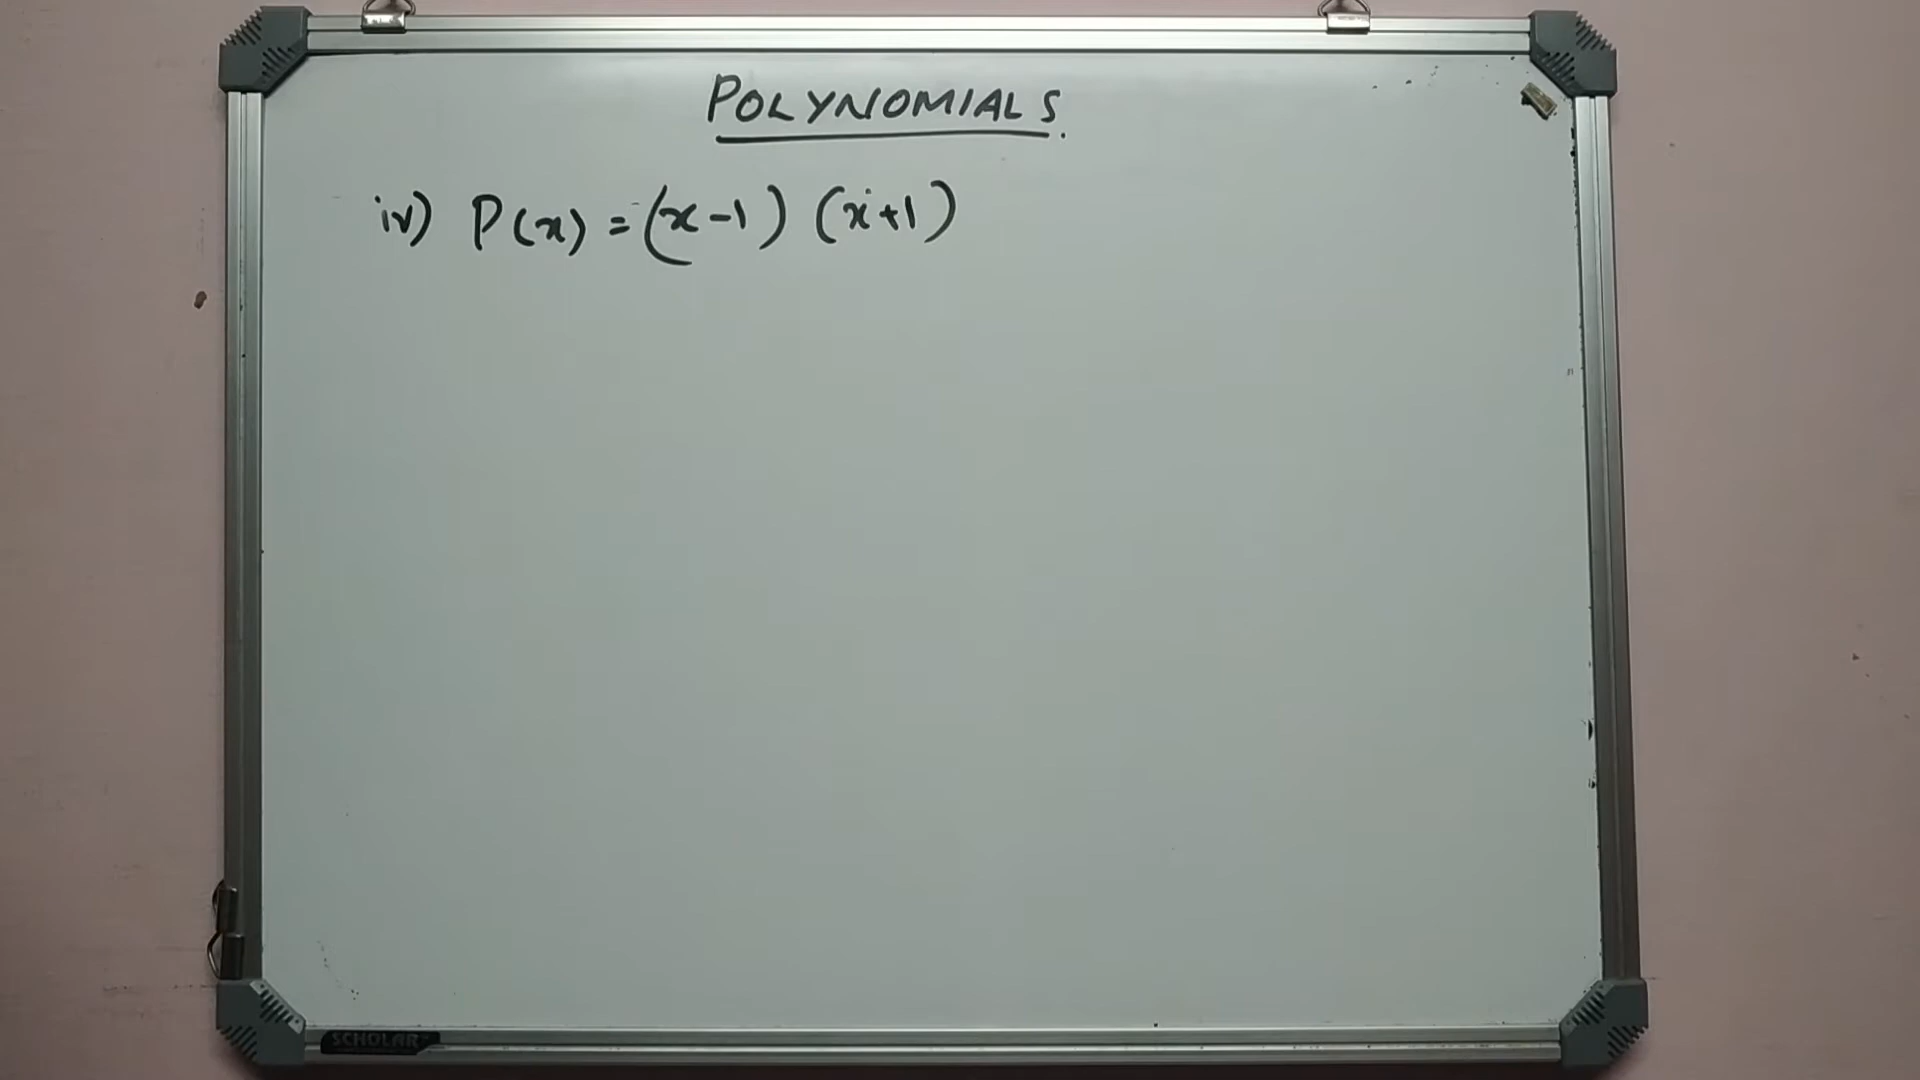 POLYNOMIALS.
iv) P(x) = (x-1) (x+1)
SCHOLAR